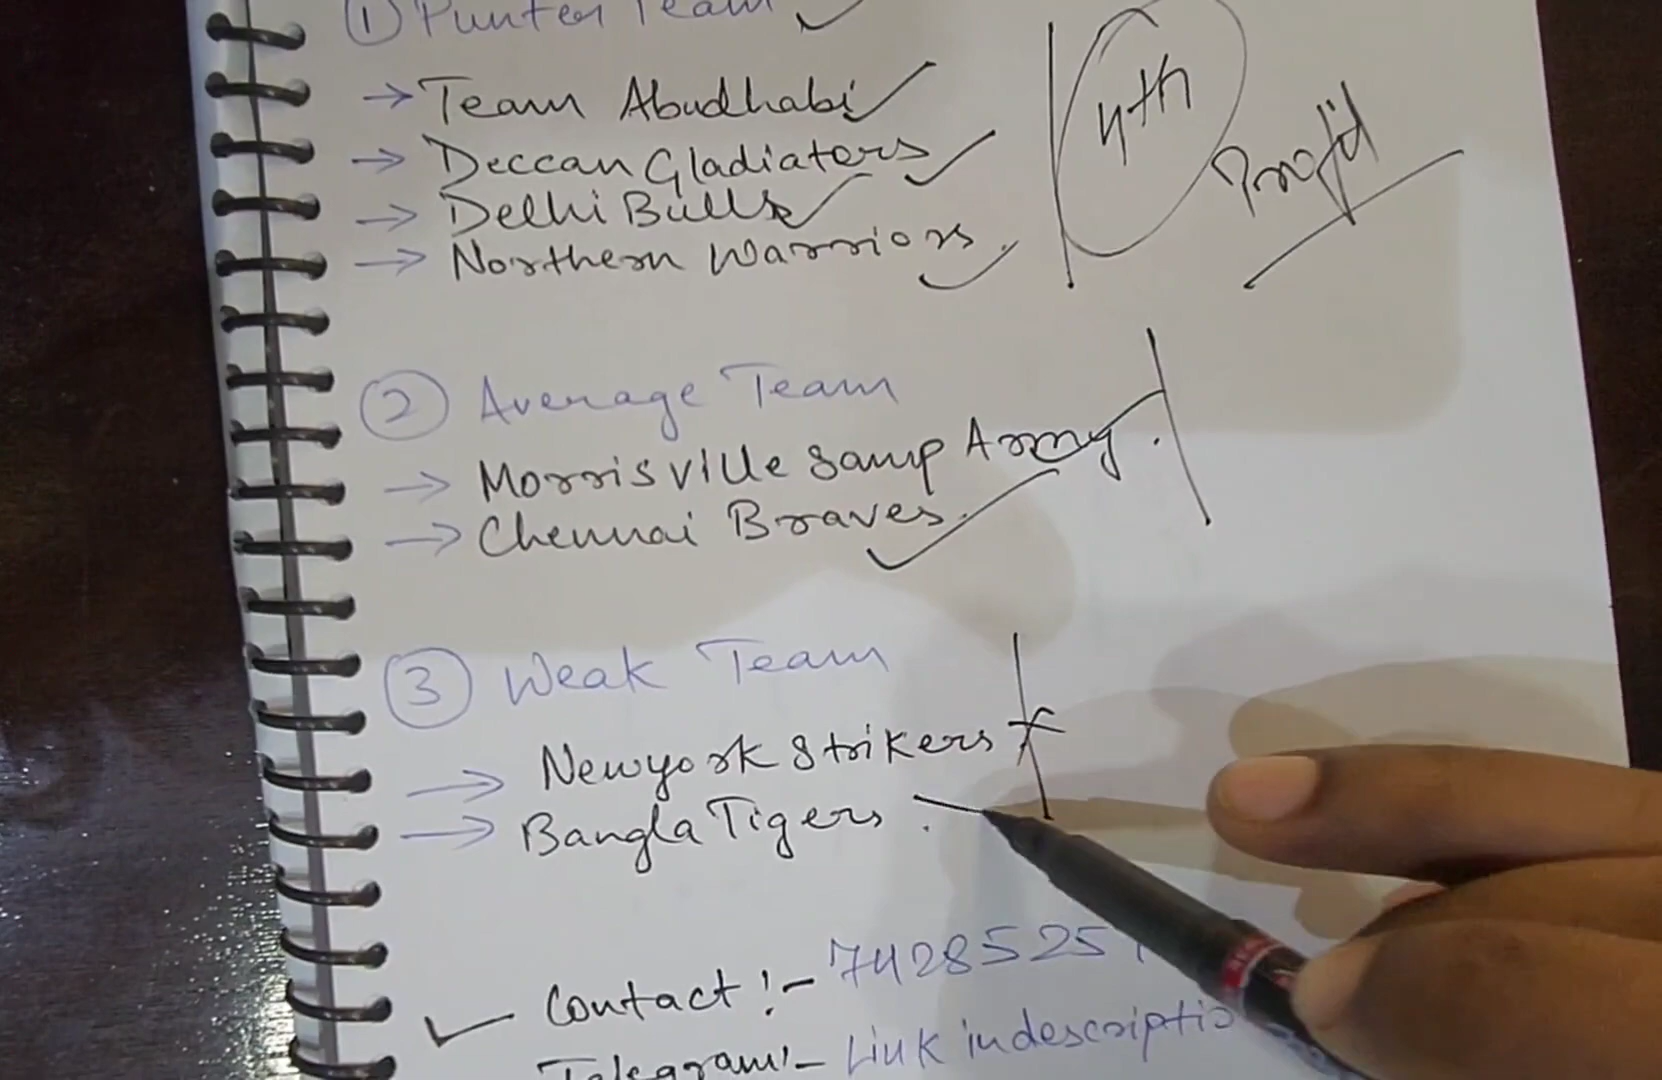 ① Punter Team
→ Team Abudhabi
→ Deccan Gladiators
→ Delhi Bulls
→ Northern Warriors.
4th
Profit
② Average Team
→ Morrisville Samp Army.
→ Chennai Braves.
③ Weak Team
→ Newyork Strikers
→ Bangla Tigers.
Contact :- 7428525
Telegram:- Link in descriptio